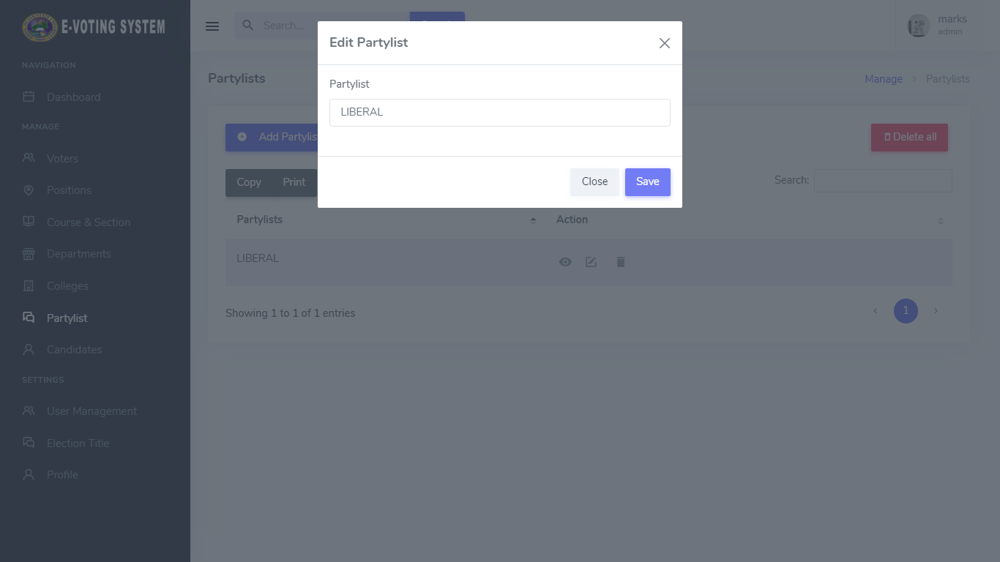 E-VOTING SYSTEM
NAVIGATION
Dashboard
MANAGE
Voters
Positions
Course & Section
Departments
Colleges
Partylist
Candidates
SETTINGS
User Management
Election Title
Profile
Search...
marks
admin
Partylists
Manage > Partylists
Edit Partylist
Partylist
LIBERAL
Close Save
Add Partylis
Delete all
Copy Print
Search:
Partylists Action
LIBERAL
Showing 1 to 1 of 1 entries
‹ 1 ›